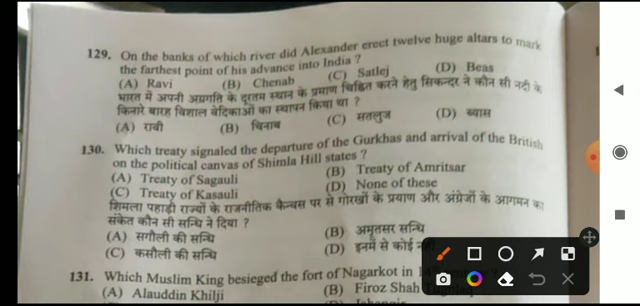 129. On the banks of which river did Alexander erect twelve huge altars to mark
the farthest point of his advance into India ?
(A) Ravi (B) Chenab (C) Satlej (D) Beas
भारत में अपनी अग्रगति के दूरतम स्थान के प्रमाण चिह्नित करने हेतु सिकन्दर ने कौन सी नदी के
किनारे बारह विशाल वेदिकाओं का स्थापन किया था ?
(A) रावी (B) चिनाब (C) सतलुज (D) ब्यास
130. Which treaty signaled the departure of the Gurkhas and arrival of the British
on the political canvas of Shimla Hill states ?
(A) Treaty of Sagauli (B) Treaty of Amritsar
(C) Treaty of Kasauli (D) None of these
शिमला पहाड़ी राज्यों के राजनीतिक कैन्वस पर से गोरखों के प्रयाण और अंग्रेजों के आगमन का
संकेत कौन सी सन्धि ने दिया ?
(A) सगौली की सन्धि (B) अमृतसर सन्धि
(C) कसौली की सन्धि (D) इनमें से कोई
131. Which Muslim King besieged the fort of Nagarkot in
(A) Alauddin Khilji (B) Firoz Shah